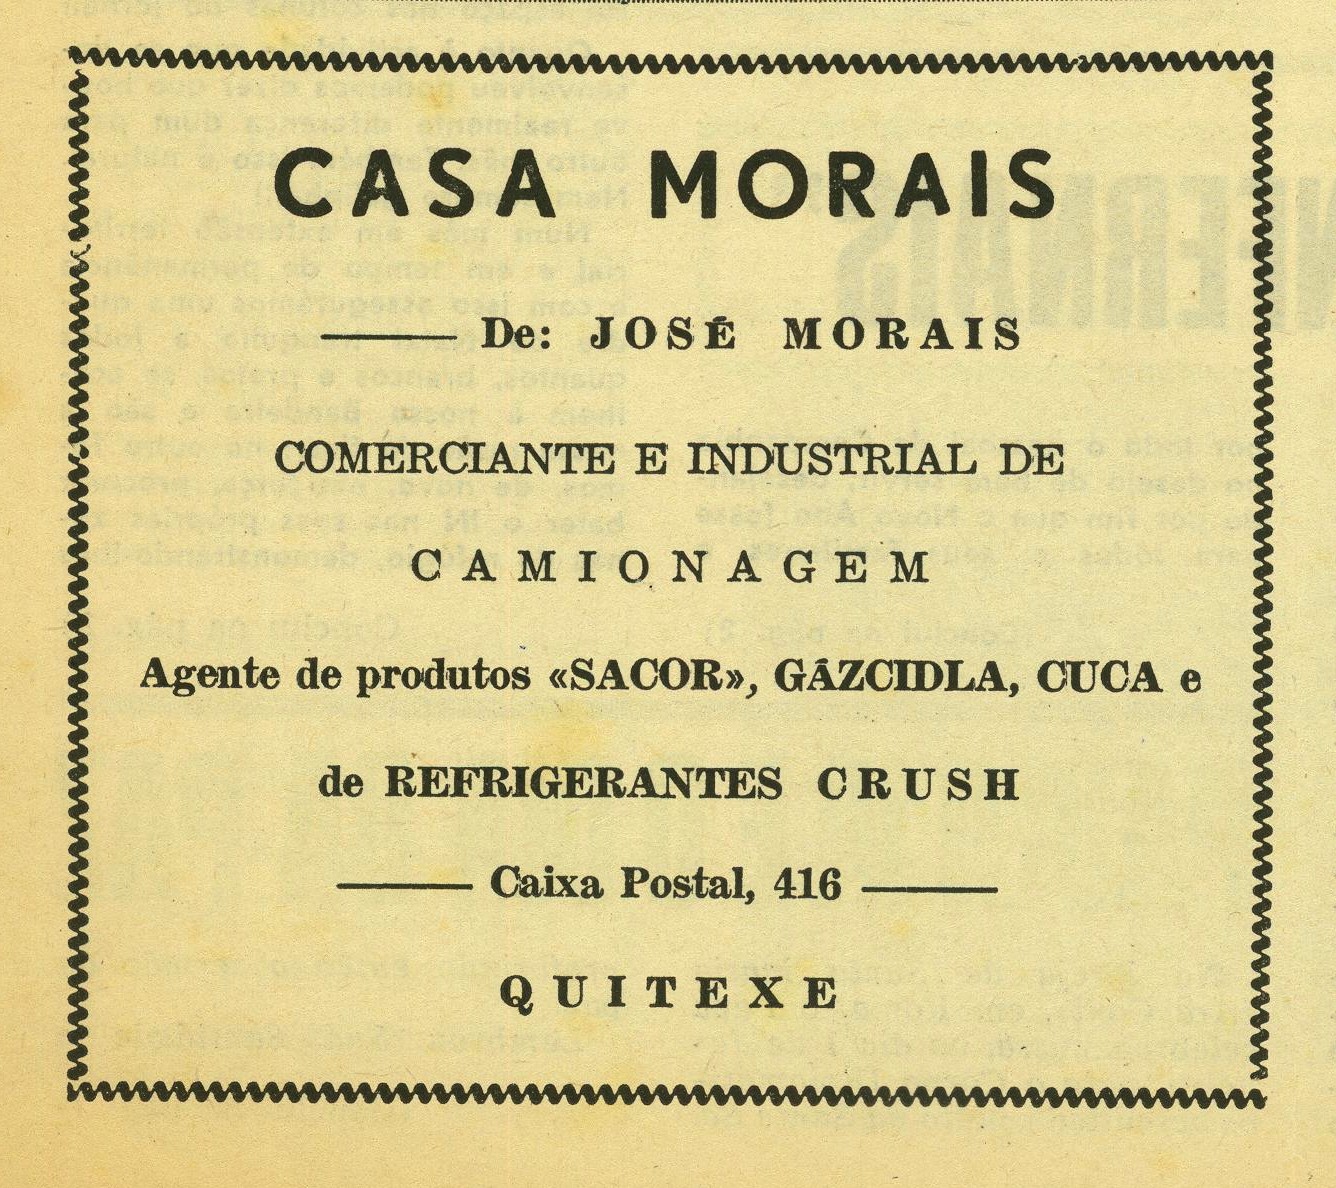 CASA MORAIS
De: JOSÉ MORAIS
COMERCIANTE E INDUSTRIAL DE
CAMIONAGEM
Agente de produtos «SACOR», GÁZCIDLA, CUCA e
de REFRIGERANTES CRUSH
Caixa Postal, 416
QUITEXE